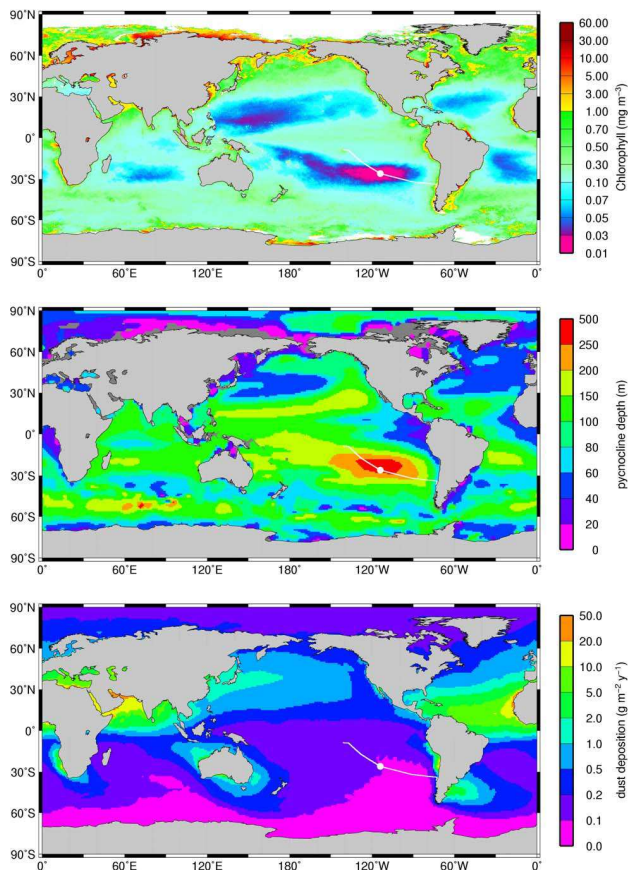 90˚N
60˚N
30˚N
0˚
30˚S
60˚S
90˚S
0˚ 60˚E 120˚E 180˚ 120˚W 60˚W 0˚
60.00
30.00
10.00
5.00
3.00
1.00
0.70
0.50
0.30
0.10
0.07
0.05
0.03
0.01
Chlorophyll (mg m⁻³)
90˚N
60˚N
30˚N
0˚
30˚S
60˚S
90˚S
0˚ 60˚E 120˚E 180˚ 120˚W 60˚W 0˚
500
250
200
150
100
80
60
40
20
0
pycnocline depth (m)
90˚N
60˚N
30˚N
0˚
30˚S
60˚S
90˚S
0˚ 60˚E 120˚E 180˚ 120˚W 60˚W 0˚
50.0
20.0
10.0
5.0
2.0
1.0
0.5
0.2
0.1
0.0
dust deposition (g m⁻² y⁻¹)